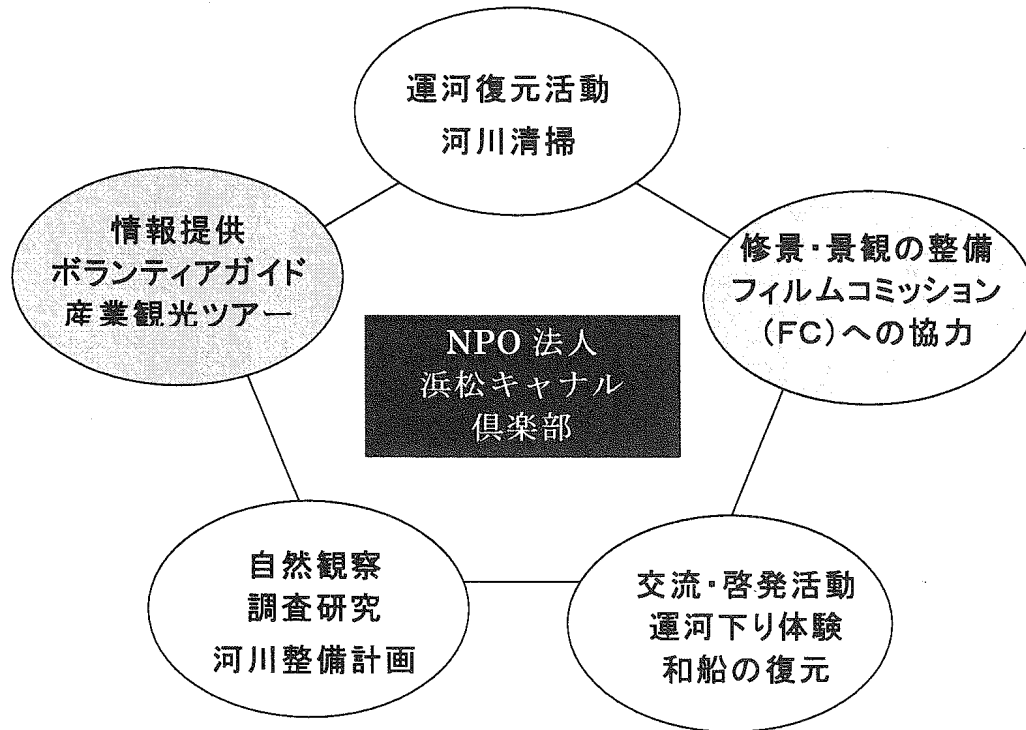 運河復元活動
河川清掃
情報提供
ボランティアガイド
産業観光ツアー
修景・景観の整備
フィルムコミッション
(FC)への協力
NPO 法人
浜松キャナル
倶楽部
自然観察
調査研究
河川整備計画
交流・啓発活動
運河下り体験
和船の復元